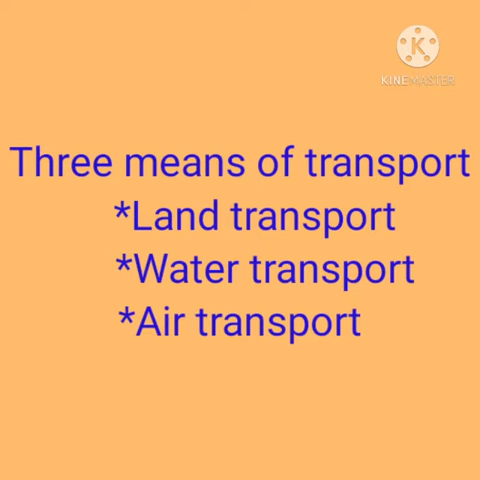 K
KINEMASTER
Three means of transport
*Land transport
*Water transport
*Air transport